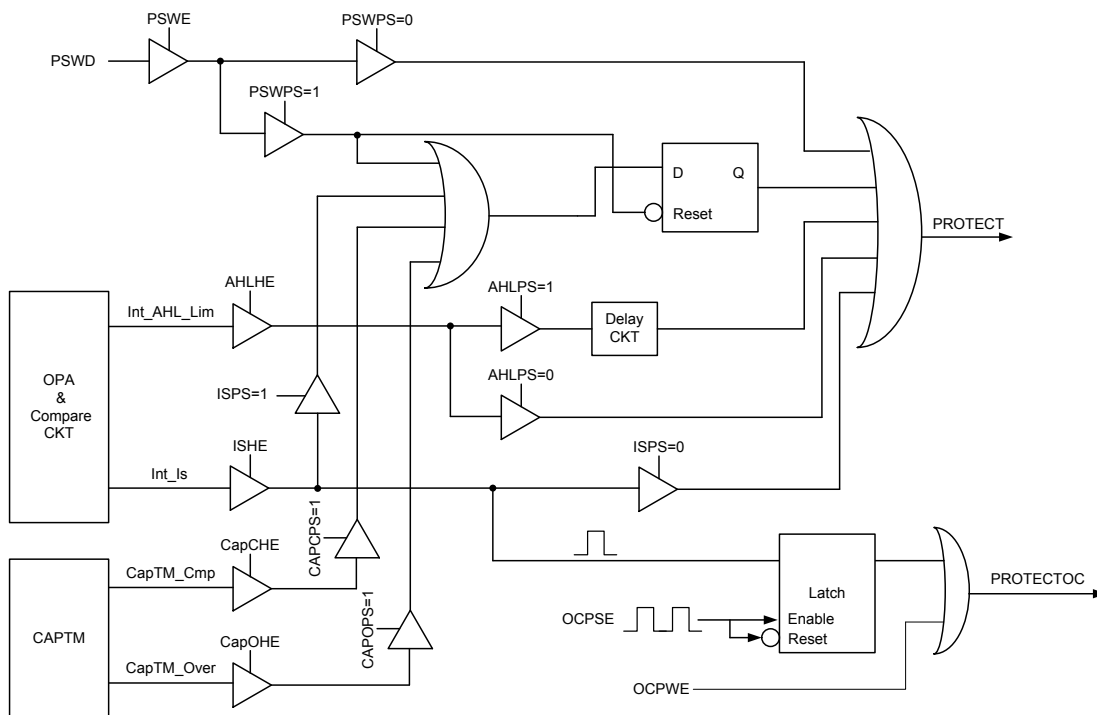 PSWE
PSWPS=0
PSWD
PSWPS=1
D
Q
Reset
PROTECT
AHLHE
AHLPS=1
Int_AHL_Lim
Delay
CKT
OPA
&
Compare
CKT
ISPS=1
AHLPS=0
ISHE
ISPS=0
Int_Is
CAPCPS=1
CapCHE
CapTM_Cmp
CAPTM
CAPOPS=1
CapOHE
CapTM_Over
Latch
Enable
Reset
OCPSE
PROTECTOC
OCPWE